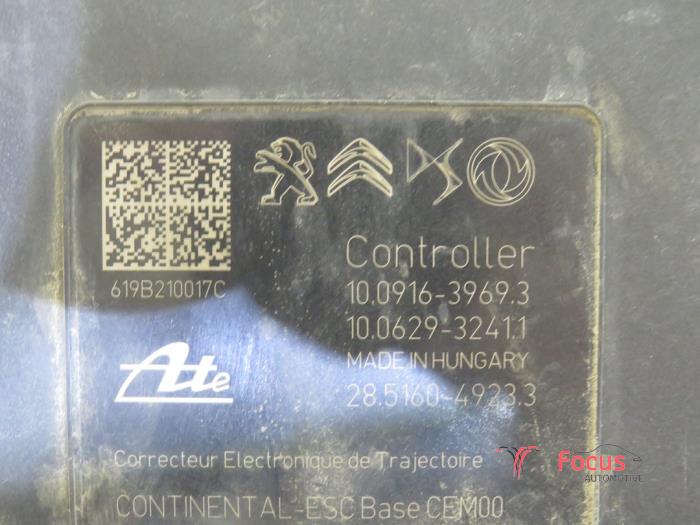 Controller
619B210017C
10.0916-3969.3
10.0629-3241.1
MADE IN HUNGARY
Ate
28.5160-4923.3
Correcteur Electronique de Trajectoire
Focus
AUTOMOTIVE
CONTINENTAL-ESC Base CEM00